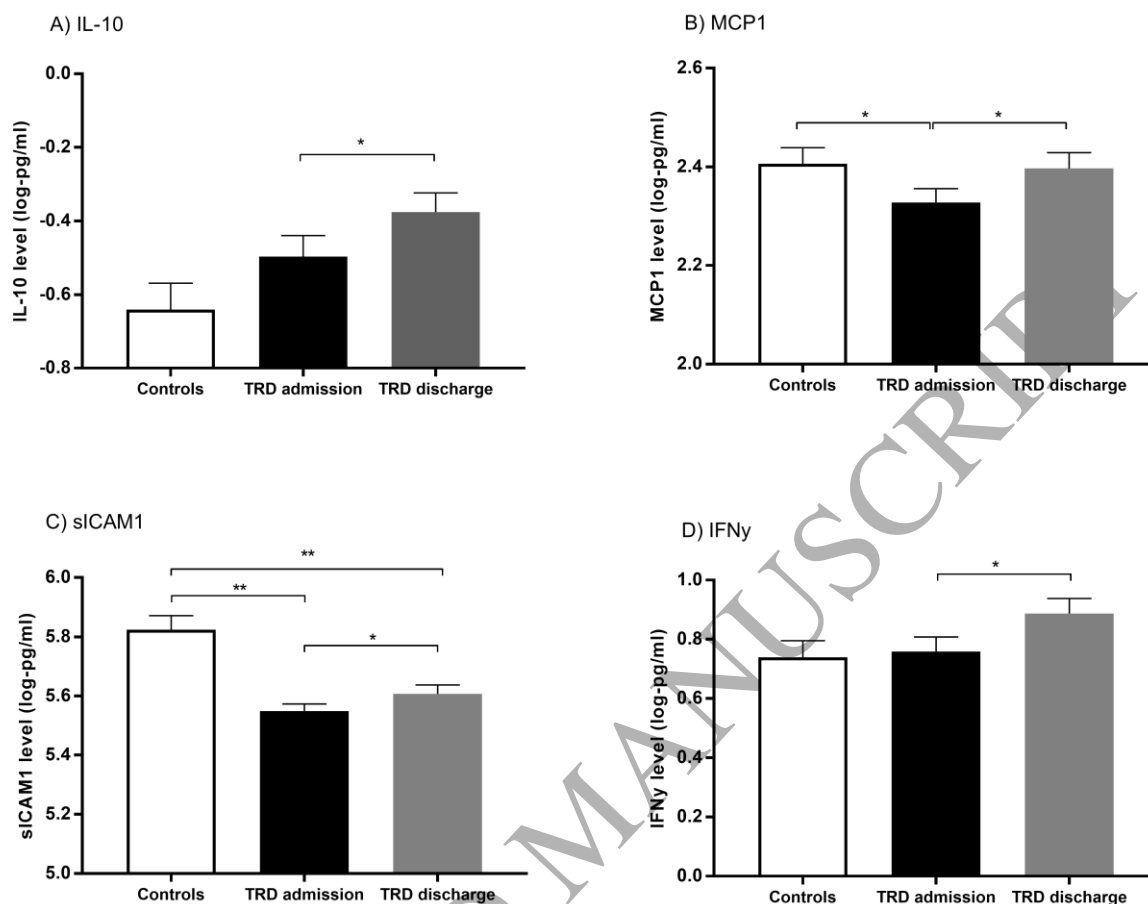 A) IL-10
0.0
-0.2
-0.4
-0.6
-0.8
IL-10 level (log-pg/ml)
*
Controls TRD admission TRD discharge
B) MCP1
2.6
2.4
2.2
2.0
MCP1 level (log-pg/ml)
* *
Controls TRD admission TRD discharge
C) sICAM1
6.0
5.8
5.6
5.4
5.2
5.0
sICAM1 level (log-pg/ml)
**
**
*
Controls TRD admission TRD discharge
D) IFNy
1.0
0.8
0.6
0.4
0.2
0.0
IFNy level (log-pg/ml)
*
Controls TRD admission TRD discharge
MANUSCRIPT